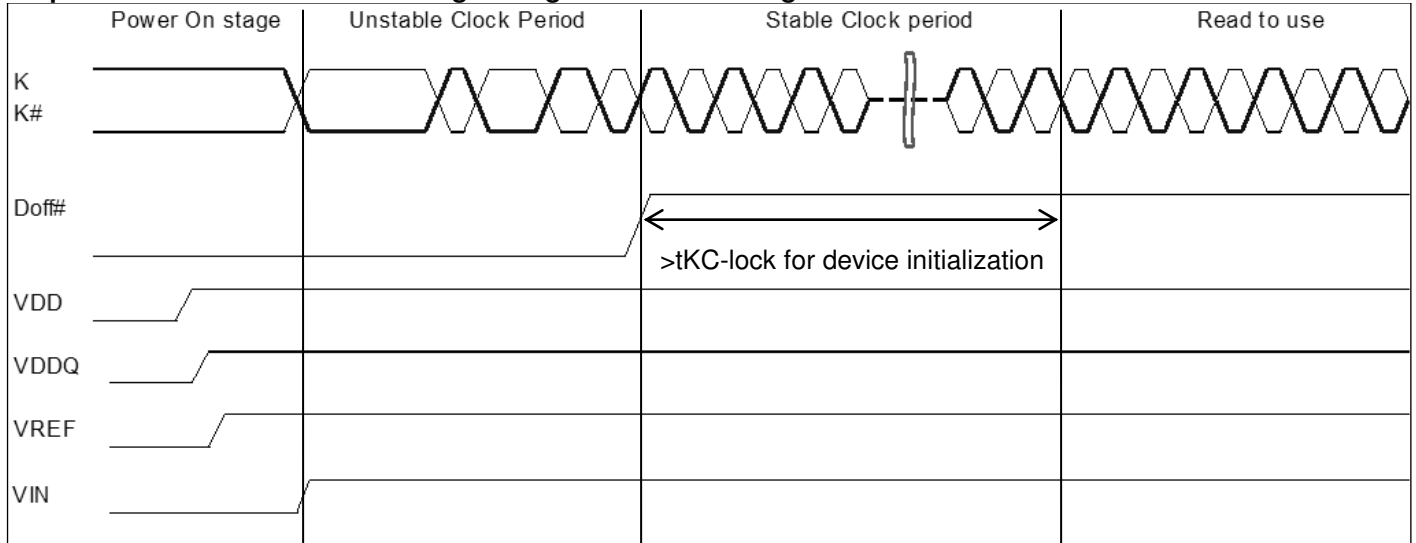 Power On stage Unstable Clock Period Stable Clock period Read to use
K
K#
Doff#
>tKC-lock for device initialization
VDD
VDDQ
VREF
VIN